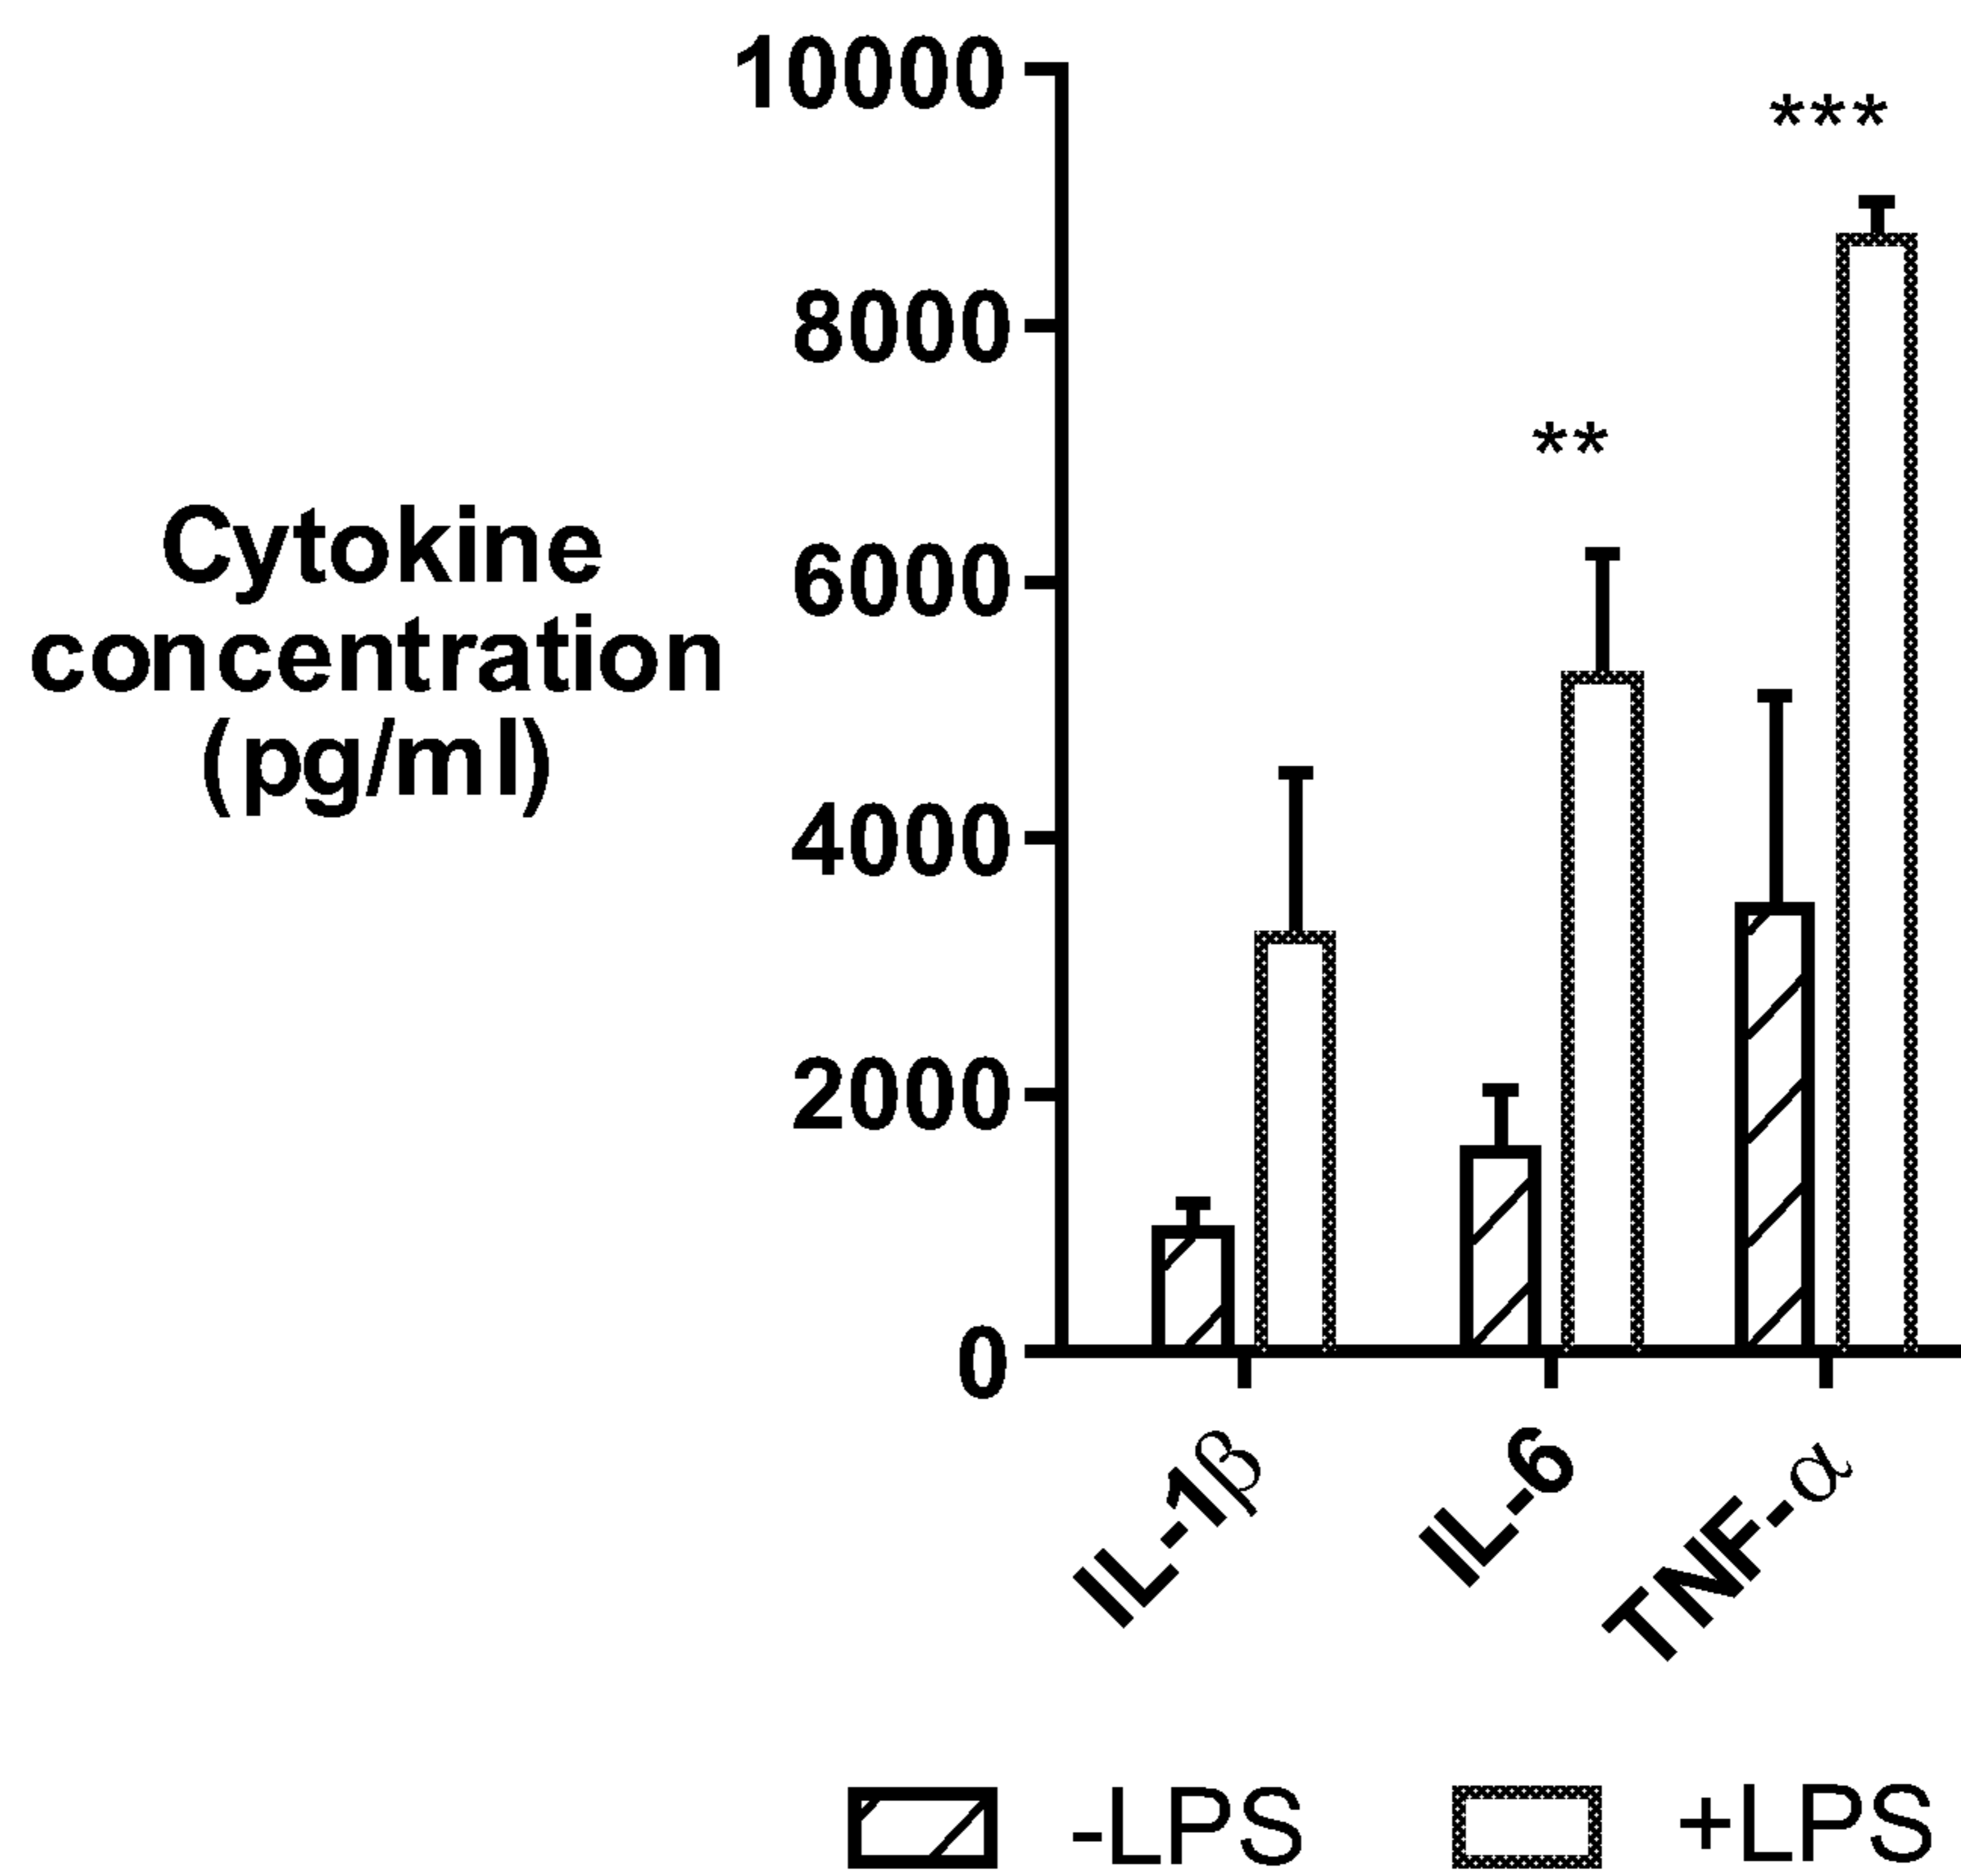 10000
***
8000
**
6000
Cytokine
concentration
(pg/ml)
4000
2000
0
IL-1β
IL-6
TNF-α
-LPS
+LPS